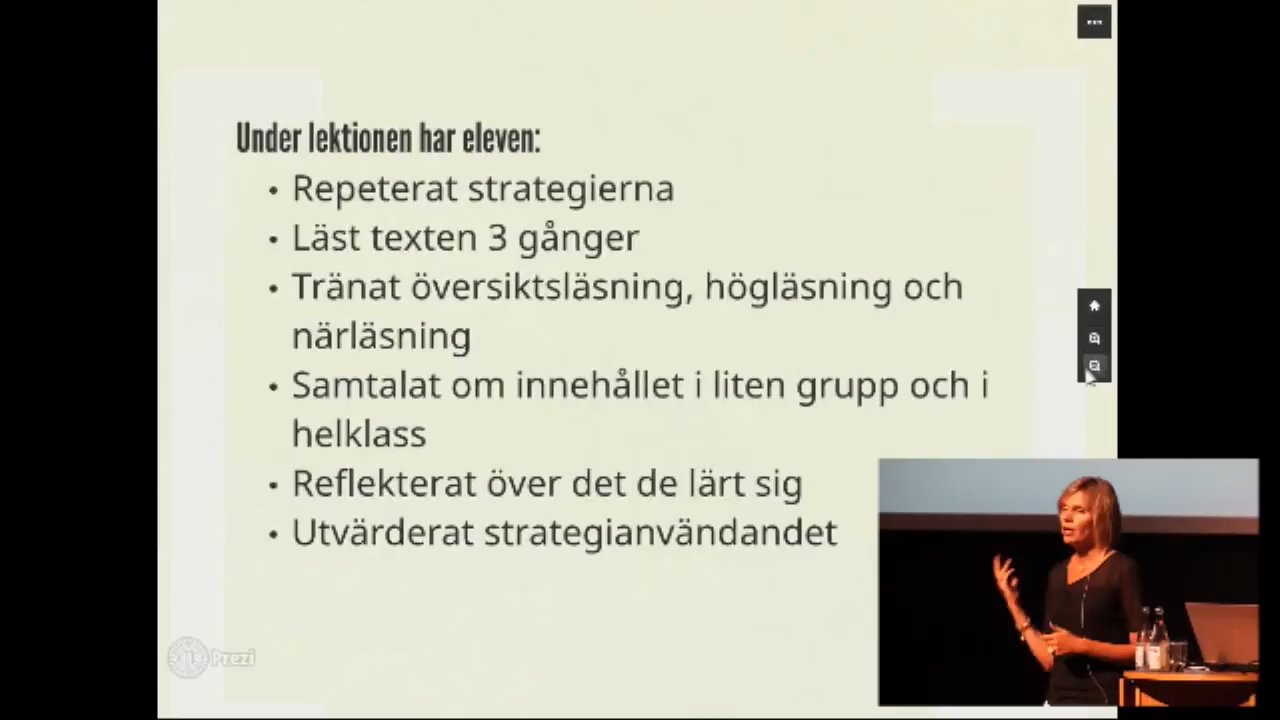 Under lektionen har eleven:
• Repeterat strategierna
• Läst texten 3 gånger
• Tränat översiktsläsning, högläsning och
närläsning
• Samtalat om innehållet i liten grupp och i
helklass
• Reflekterat över det de lärt sig
• Utvärderat strategianvändandet
Prezi